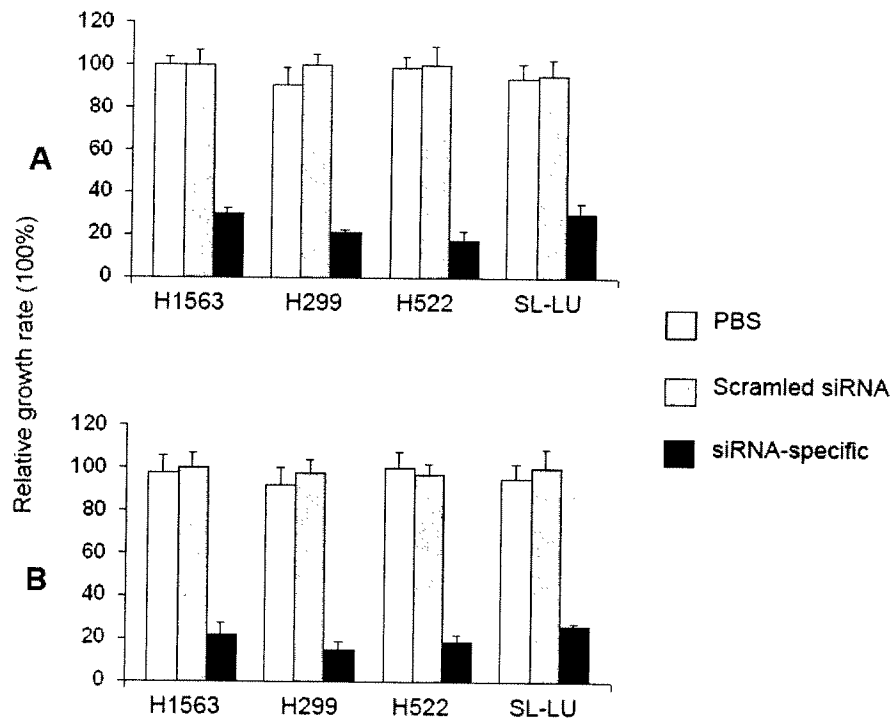 A
Relative growth rate (100%)
120
100
80
60
40
20
0
H1563 H299 H522 SL-LU
PBS
Scramled siRNA
siRNA-specific
B
120
100
80
60
40
20
0
H1563 H299 H522 SL-LU